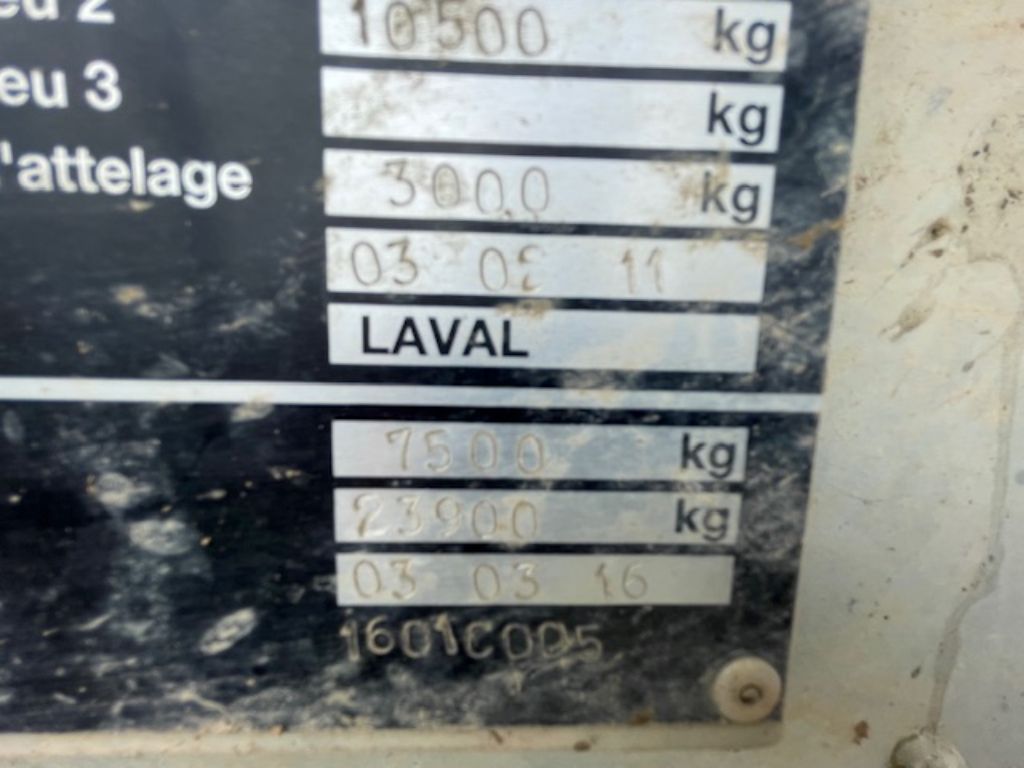 eu 2 10500 kg
eu 3 kg
l'attelage 3000 kg
03 02 11
LAVAL
7500 kg
23900 kg
03 03 16
1601C005